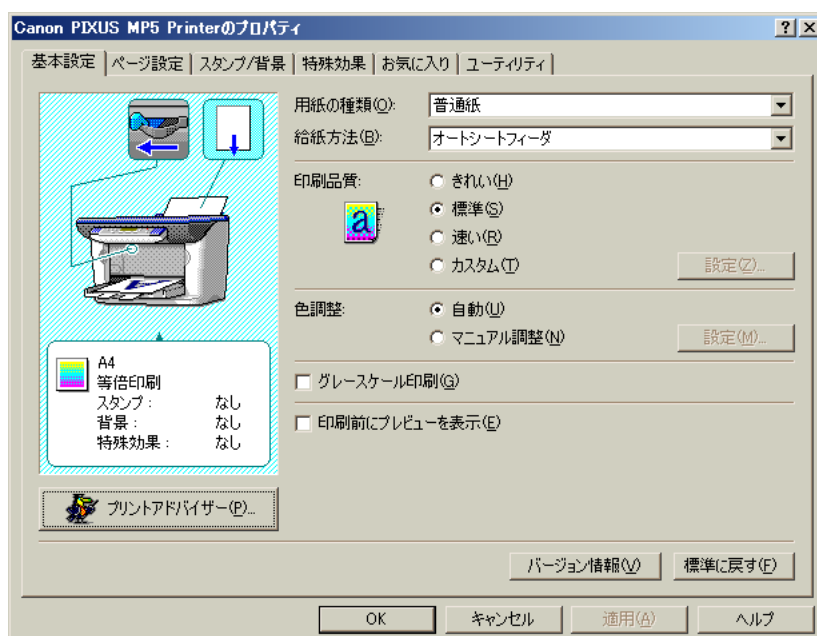 Canon PIXUS MP5 Printerのプロパティ
基本設定 ページ設定 スタンプ/背景 特殊効果 お気に入り ユーティリティ
用紙の種類(O): 普通紙
給紙方法(B): オートシートフィーダ
印刷品質: きれい(H)
a
標準(S)
速い(R)
カスタム(T) 設定(Z)...
色調整: 自動(U)
マニュアル調整(N) 設定(M)...
グレースケール印刷(G)
印刷前にプレビューを表示(E)
A4
等倍印刷
スタンプ: なし
背景: なし
特殊効果: なし
プリントアドバイザー(P)...
バージョン情報(V) 標準に戻す(F)
OK キャンセル 適用(A) ヘルプ